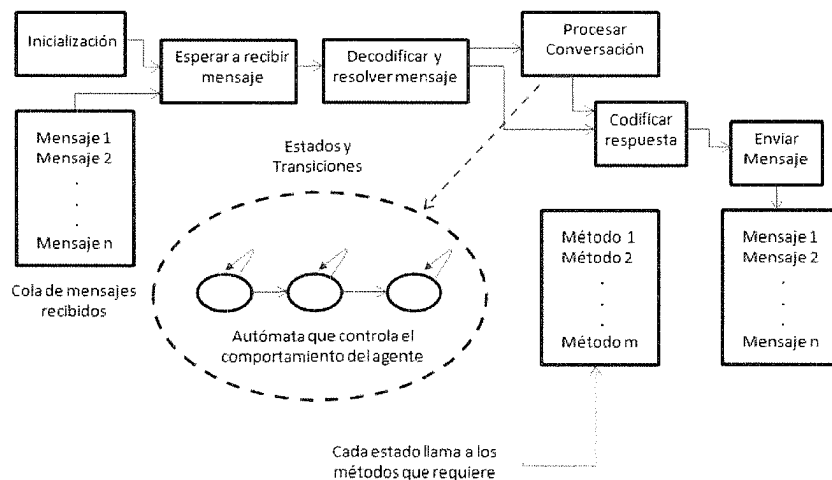 Inicialización
Esperar a recibir
mensaje
Decodificar y
resolver mensaje
Procesar
Conversación
Codificar
respuesta
Enviar
Mensaje
Mensaje 1
Mensaje 2
.
.
.
Mensaje n
Cola de mensajes
recibidos
Estados y
Transiciones
Autómata que controla el
comportamiento del agente
Método 1
Método 2
.
.
.
Método m
Mensaje 1
Mensaje 2
.
.
.
Mensaje n
Cada estado llama a los
métodos que requiere